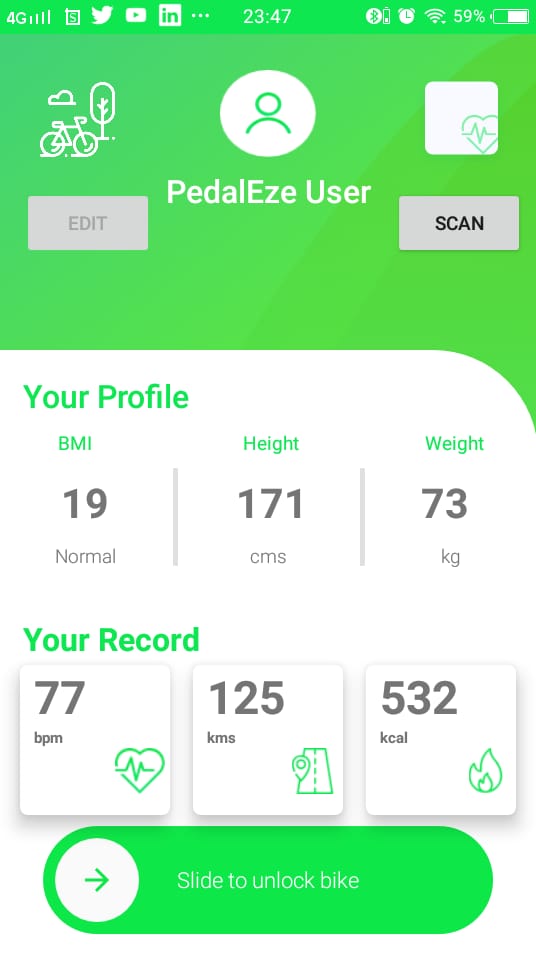 4G 23:47 59%
PedalEze User
EDIT
SCAN
Your Profile
BMI Height Weight
19 171 73
Normal cms kg
Your Record
77 125 532
bpm kms kcal
Slide to unlock bike